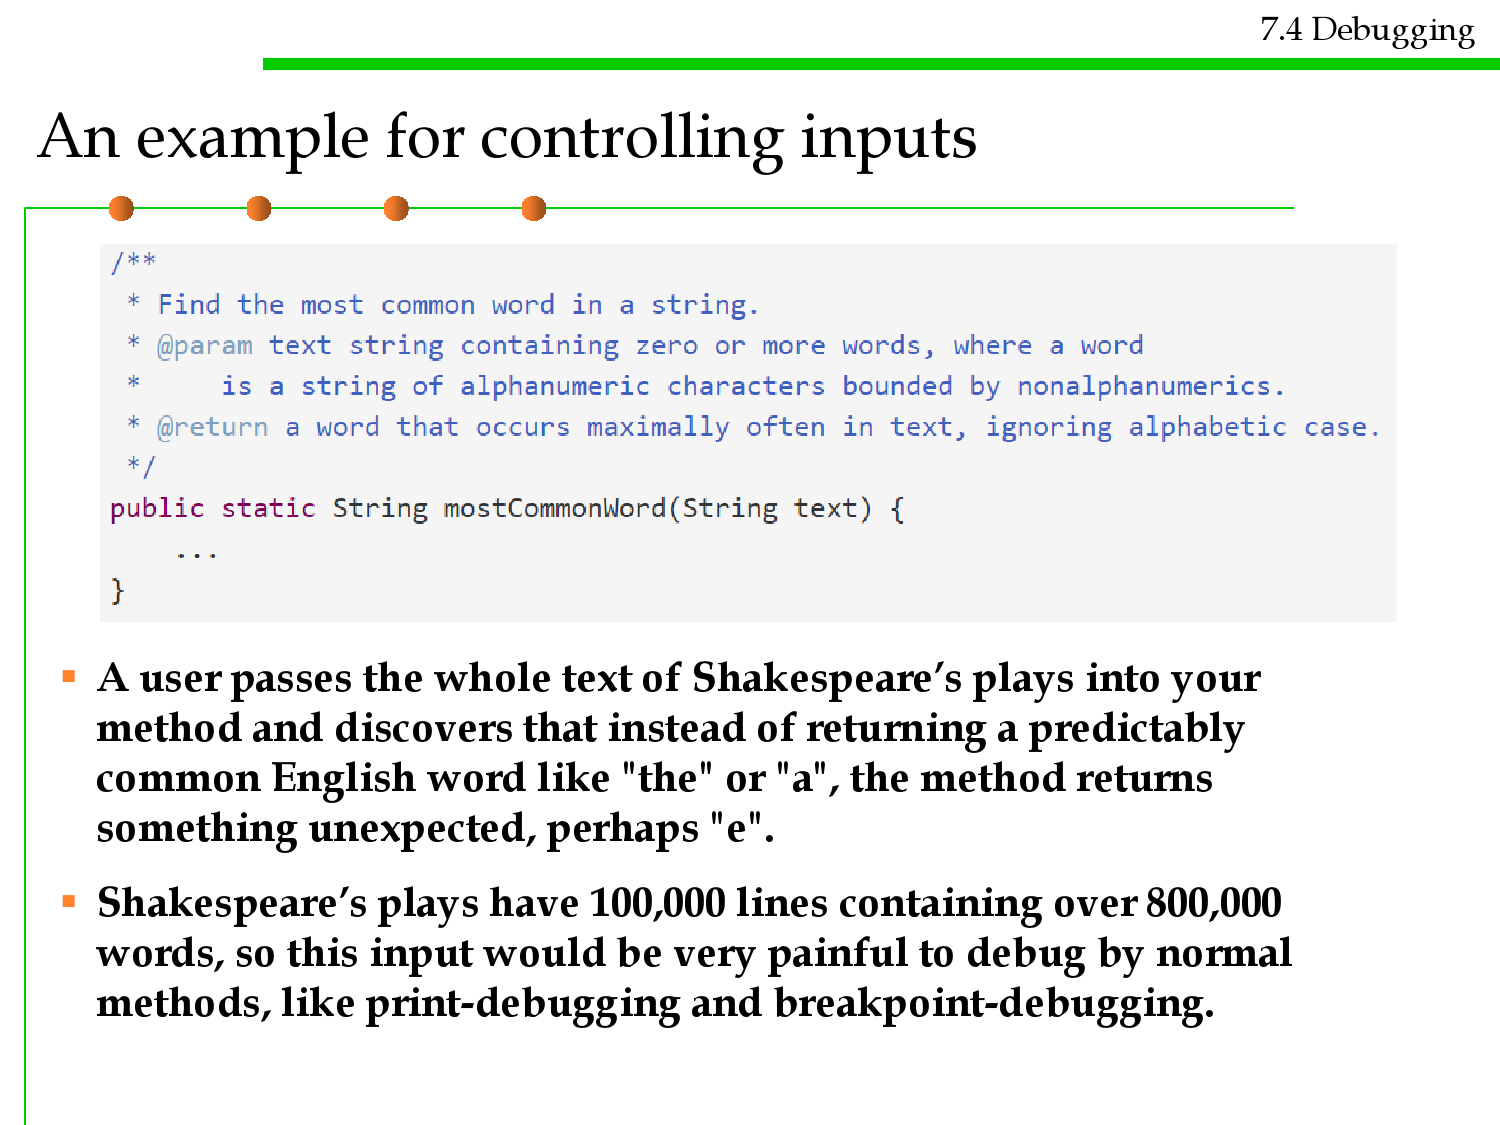 7.4 Debugging
An example for controlling inputs
/**
 * Find the most common word in a string.
 * @param text string containing zero or more words, where a word
 *     is a string of alphanumeric characters bounded by nonalphanumerics.
 * @return a word that occurs maximally often in text, ignoring alphabetic case.
 */
public static String mostCommonWord(String text) {
    ...
}
▪ A user passes the whole text of Shakespeare’s plays into your
method and discovers that instead of returning a predictably
common English word like "the" or "a", the method returns
something unexpected, perhaps "e".
▪ Shakespeare’s plays have 100,000 lines containing over 800,000
words, so this input would be very painful to debug by normal
methods, like print-debugging and breakpoint-debugging.